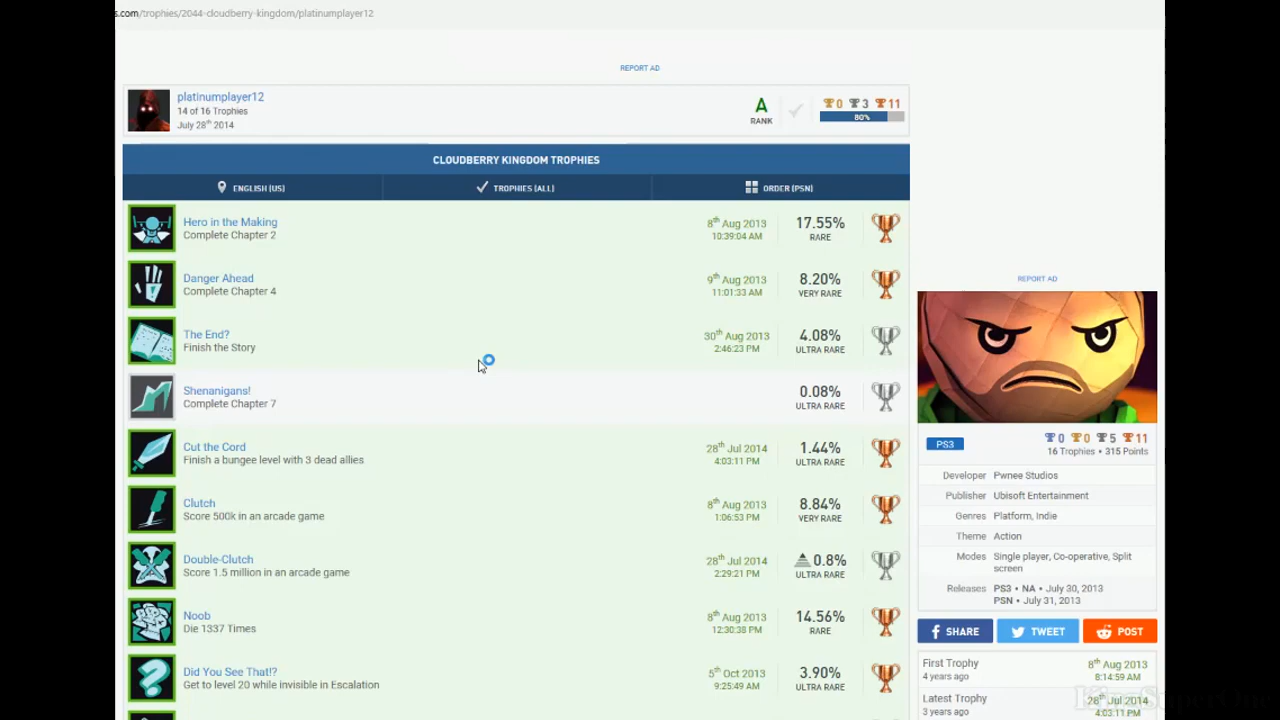 s.com/trophies/2044-cloudberry-kingdom/platinumplayer12
REPORT AD
platinumplayer12
14 of 16 Trophies
July 28th 2014
A
RANK
0 3 11
80%
CLOUDBERRY KINGDOM TROPHIES
ENGLISH (US) TROPHIES (ALL) ORDER (PSN)
Hero in the Making
Complete Chapter 2
8th Aug 2013
10:39:04 AM
17.55%
RARE
Danger Ahead
Complete Chapter 4
9th Aug 2013
11:01:33 AM
8.20%
VERY RARE
The End?
Finish the Story
30th Aug 2013
2:46:23 PM
4.08%
ULTRA RARE
Shenanigans!
Complete Chapter 7
0.08%
ULTRA RARE
Cut the Cord
Finish a bungee level with 3 dead allies
28th Jul 2014
4:03:11 PM
1.44%
ULTRA RARE
Clutch
Score 500k in an arcade game
8th Aug 2013
1:06:53 PM
8.84%
VERY RARE
Double-Clutch
Score 1.5 million in an arcade game
28th Jul 2014
2:29:21 PM
0.8%
ULTRA RARE
Noob
Die 1337 Times
8th Aug 2013
12:30:38 PM
14.56%
RARE
Did You See That!?
Get to level 20 while invisible in Escalation
5th Oct 2013
9:25:49 AM
3.90%
ULTRA RARE
REPORT AD
PS3
0 0 5 11
16 Trophies • 315 Points
Developer Pwnee Studios
Publisher Ubisoft Entertainment
Genres Platform, Indie
Theme Action
Modes Single player, Co-operative, Split
screen
Releases PS3 • NA • July 30, 2013
PSN • July 31, 2013
SHARE TWEET POST
First Trophy
4 years ago
8th Aug 2013
8:14:59 AM
Latest Trophy
3 years ago
28th Jul 2014
4:03:11 PM